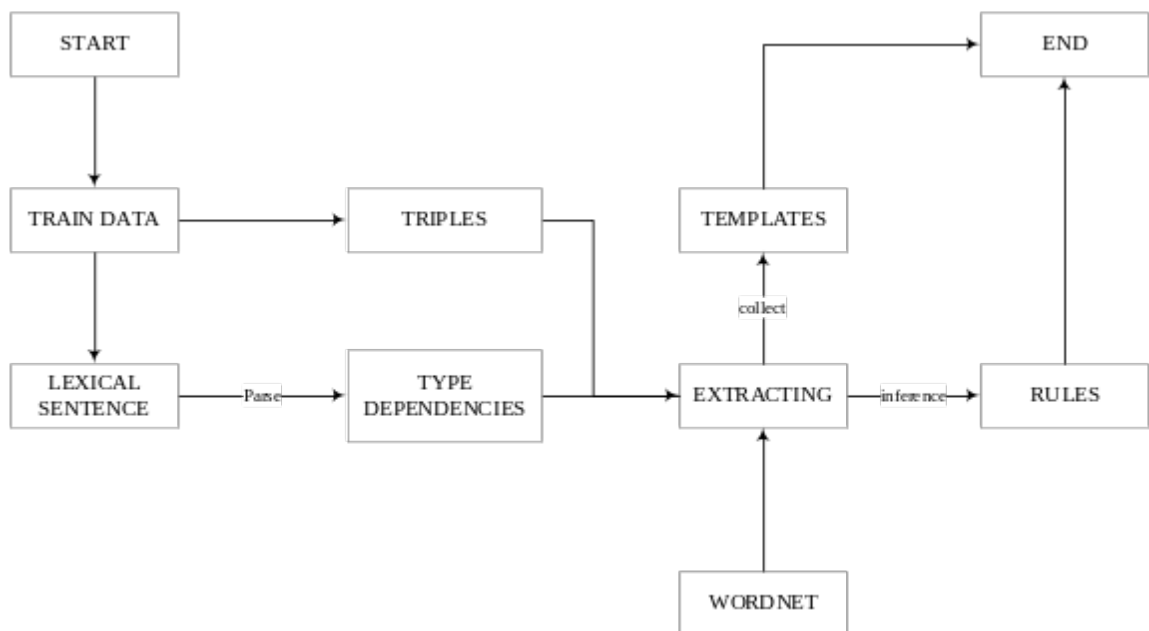 START
END
TRAIN DATA
TRIPLES
TEMPLATES
collect
LEXICAL
SENTENCE
Parse
TYPE
DEPENDENCIES
EXTRACTING
inference
RULES
WORDNET